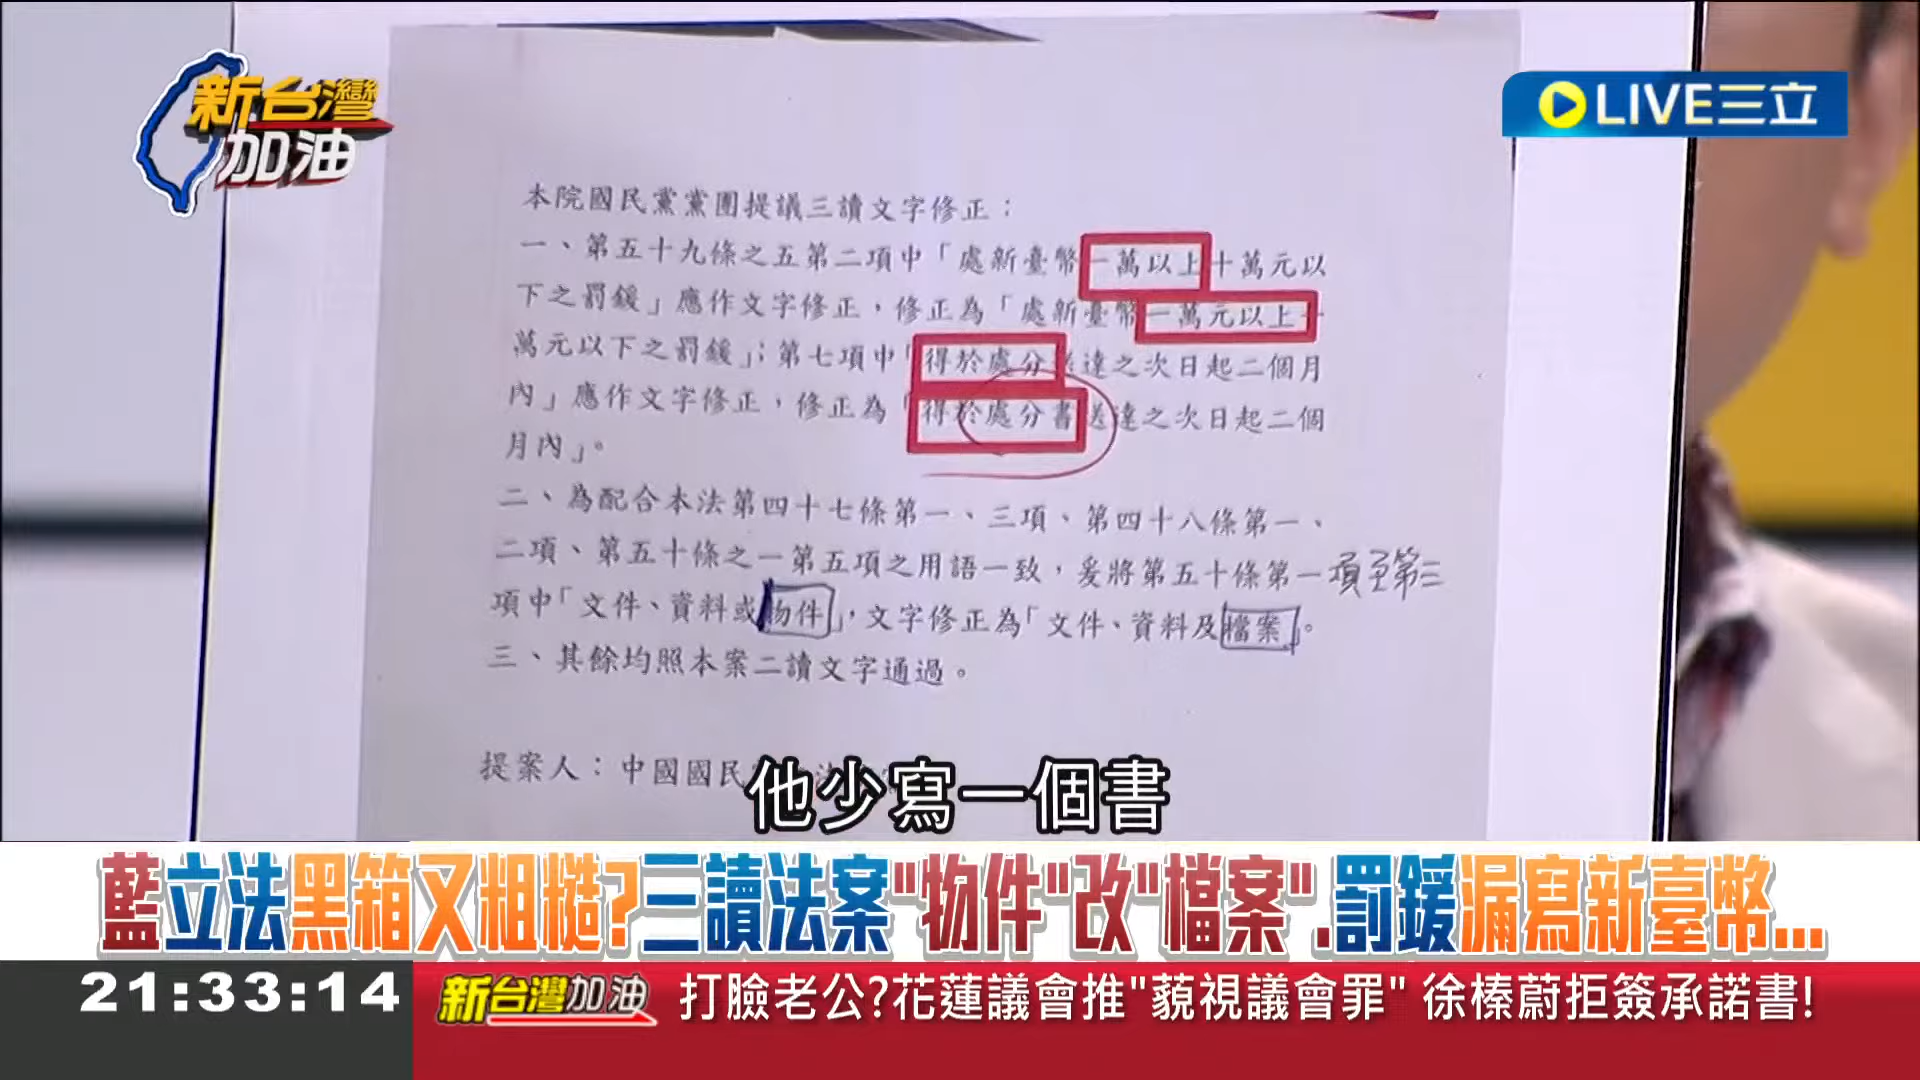 新台灣
加油
LIVE三立
本院國民黨黨團提議三讀文字修正：
一、第五十九條之五第二項中「處新臺幣一萬以上十萬元以
下之罰鍰」應作文字修正，修正為「處新臺幣一萬元以上十
萬元以下之罰鍰」；第七項中「得於處分送達之次日起二個月
內」應作文字修正，修正為「得於處分書送達之次日起二個
月內」。
二、為配合本法第四十七條第一、三項、第四十八條第一、
二項、第五十條之一第五項之用語一致，爰將第五十條第一項至第三
項中「文件、資料或物件」，文字修正為「文件、資料及檔案」。
三、其餘均照本案二讀文字通過。
提案人：中國國民
他少寫一個書
藍立法黑箱又粗糙?三讀法案"物件"改"檔案".罰鍰漏寫新臺幣...
21:33:14
新台灣加油
打臉老公?花蓮議會推"藐視議會罪" 徐榛蔚拒簽承諾書!